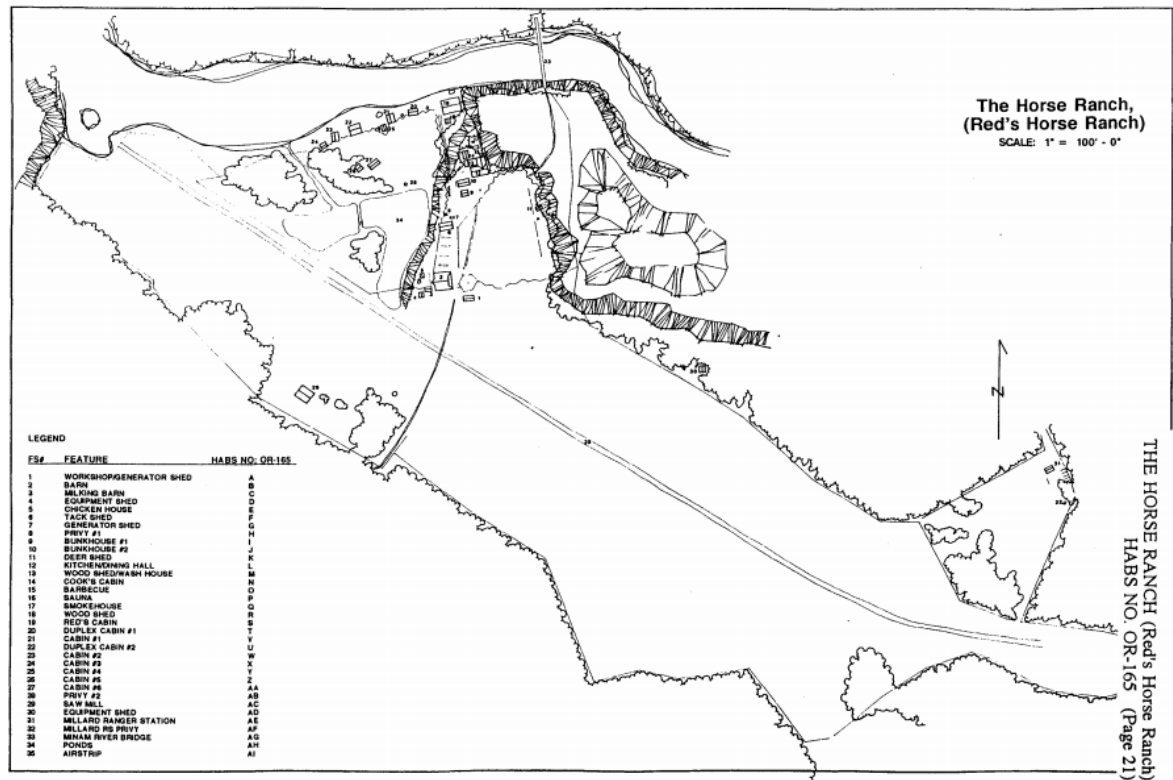 The Horse Ranch,
(Red's Horse Ranch)
SCALE: 1" = 100' - 0"
N
LEGEND
FS# FEATURE HABS NO: OR-165
1 WORKSHOP/GENERATOR SHED A
2 BARN B
3 MILKING BARN C
4 EQUIPMENT SHED D
5 CHICKEN HOUSE E
6 TACK SHED F
7 GENERATOR SHED G
8 PRIVY #1 H
9 BUNKHOUSE #1 I
10 BUNKHOUSE #2 J
11 DEER SHED K
12 KITCHEN/DINING HALL L
13 WOOD SHED/WASH HOUSE M
14 COOK'S CABIN N
15 BARBECUE O
16 SAUNA P
17 SMOKEHOUSE Q
18 WOOD SHED R
19 RED'S CABIN S
20 DUPLEX CABIN #1 T
21 CABIN #1 V
22 DUPLEX CABIN #2 U
23 CABIN #2 W
24 CABIN #3 X
25 CABIN #4 Y
26 CABIN #5 Z
27 CABIN #6 AA
28 PRIVY #2 AB
29 SAW MILL AC
30 EQUIPMENT SHED AD
31 MILLARD RANGER STATION AE
32 MILLARD RS PRIVY AF
33 MINAM RIVER BRIDGE AG
34 PONDS AH
35 AIRSTRIP AI
THE HORSE RANCH (Red's Horse Ranch)
HABS NO. OR-165 (Page 21)